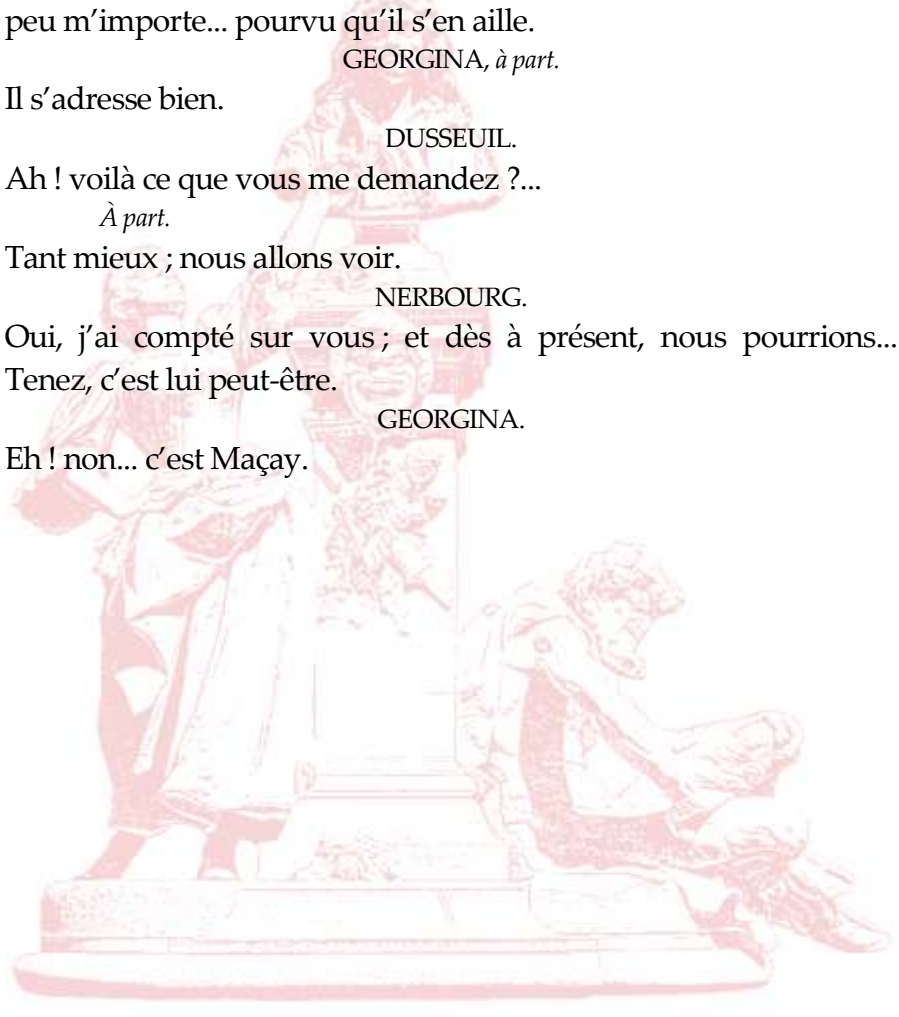 peu m’importe... pourvu qu’il s’en aille.
GEORGINA, à part.
Il s’adresse bien.
DUSSEUIL.
Ah ! voilà ce que vous me demandez ?...
À part.
Tant mieux ; nous allons voir.
NERBOURG.
Oui, j’ai compté sur vous ; et dès à présent, nous pourrions...
Tenez, c’est lui peut-être.
GEORGINA.
Eh ! non... c’est Maçay.